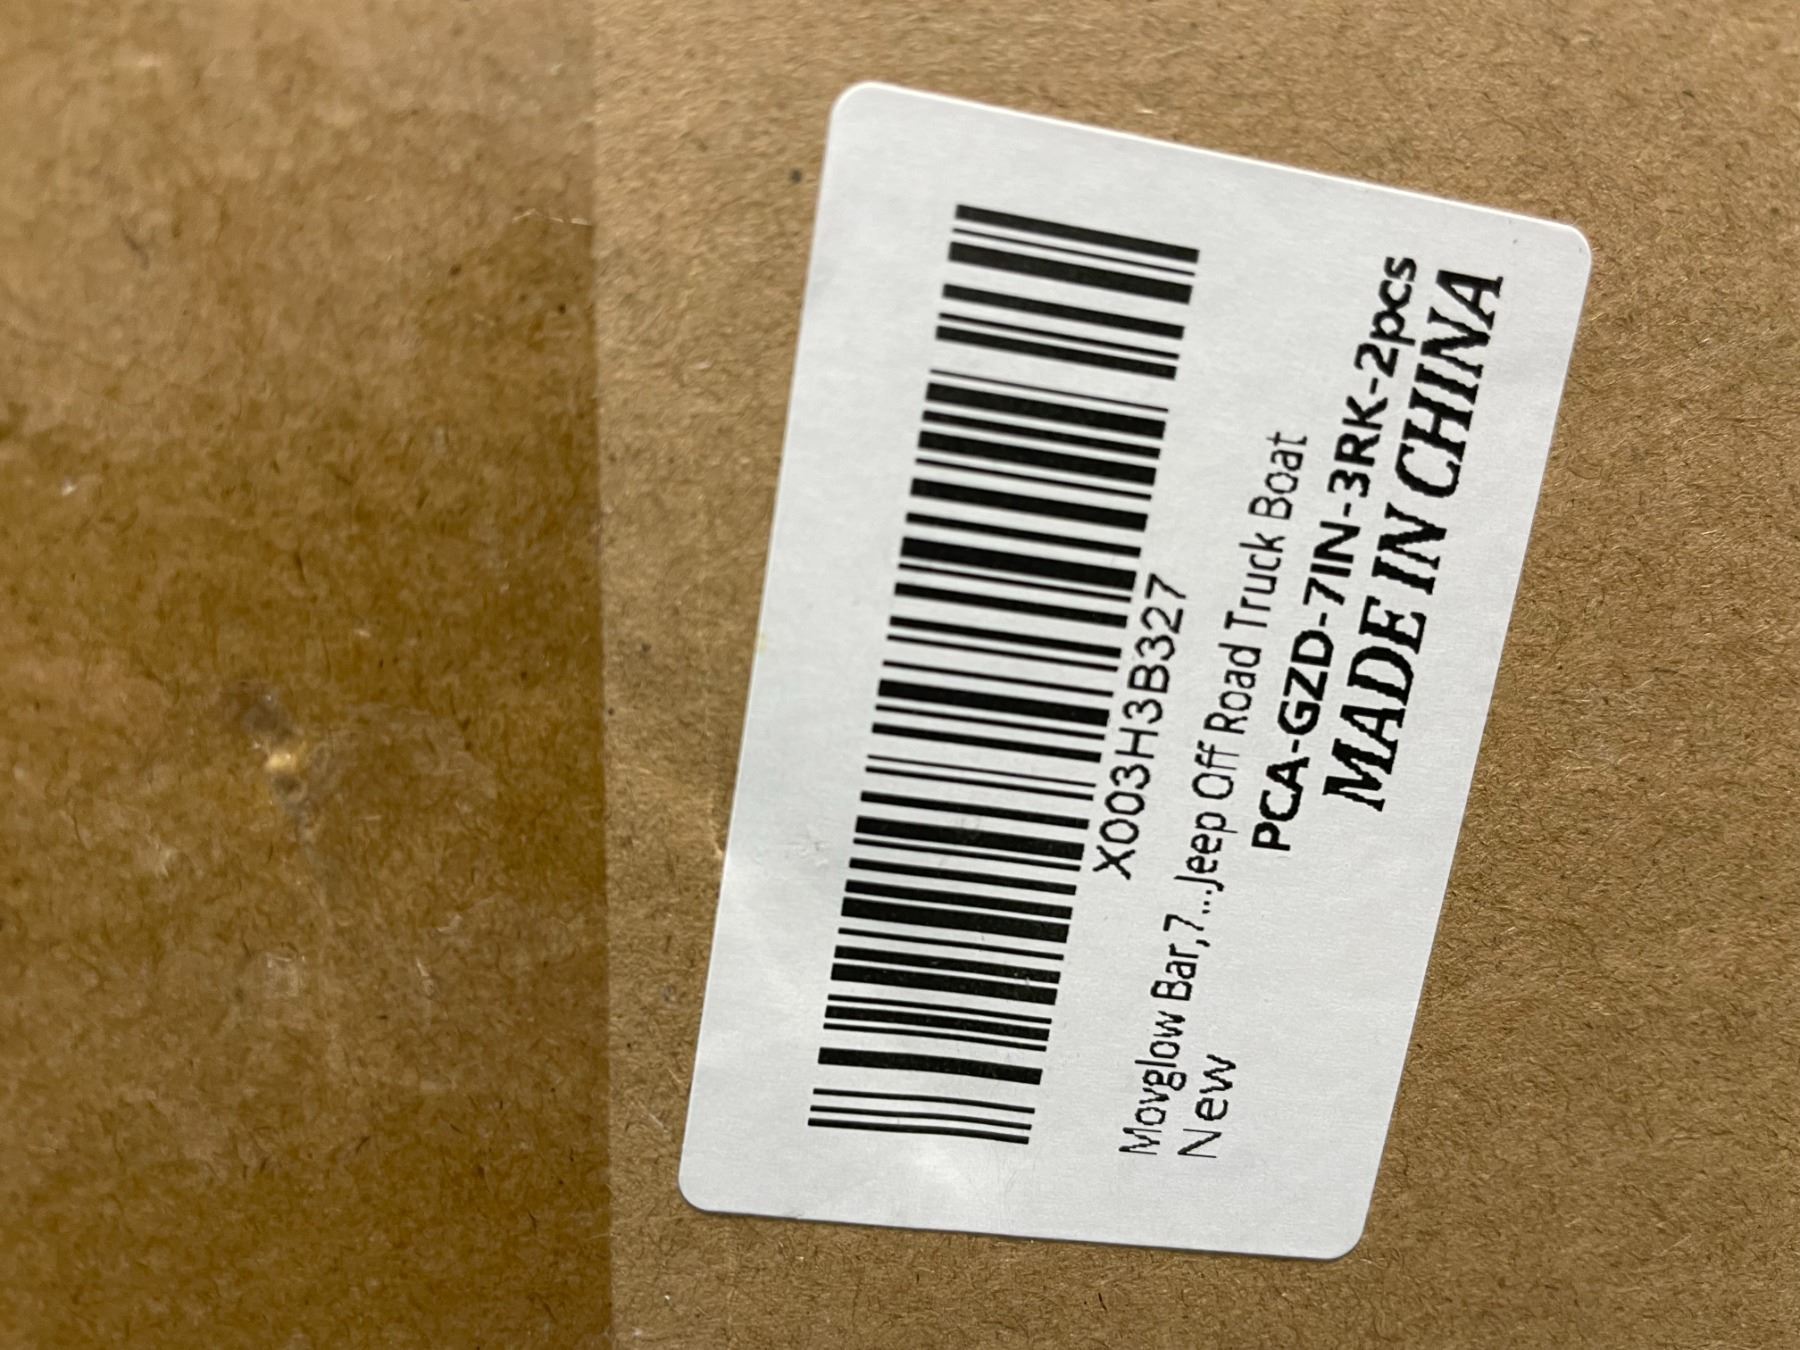 X003H3B327
Movglow Bar,7...Jeep Off Road Truck Boat
New
PCA-GZD-7IN-3RK-2pcs
MADE IN CHINA